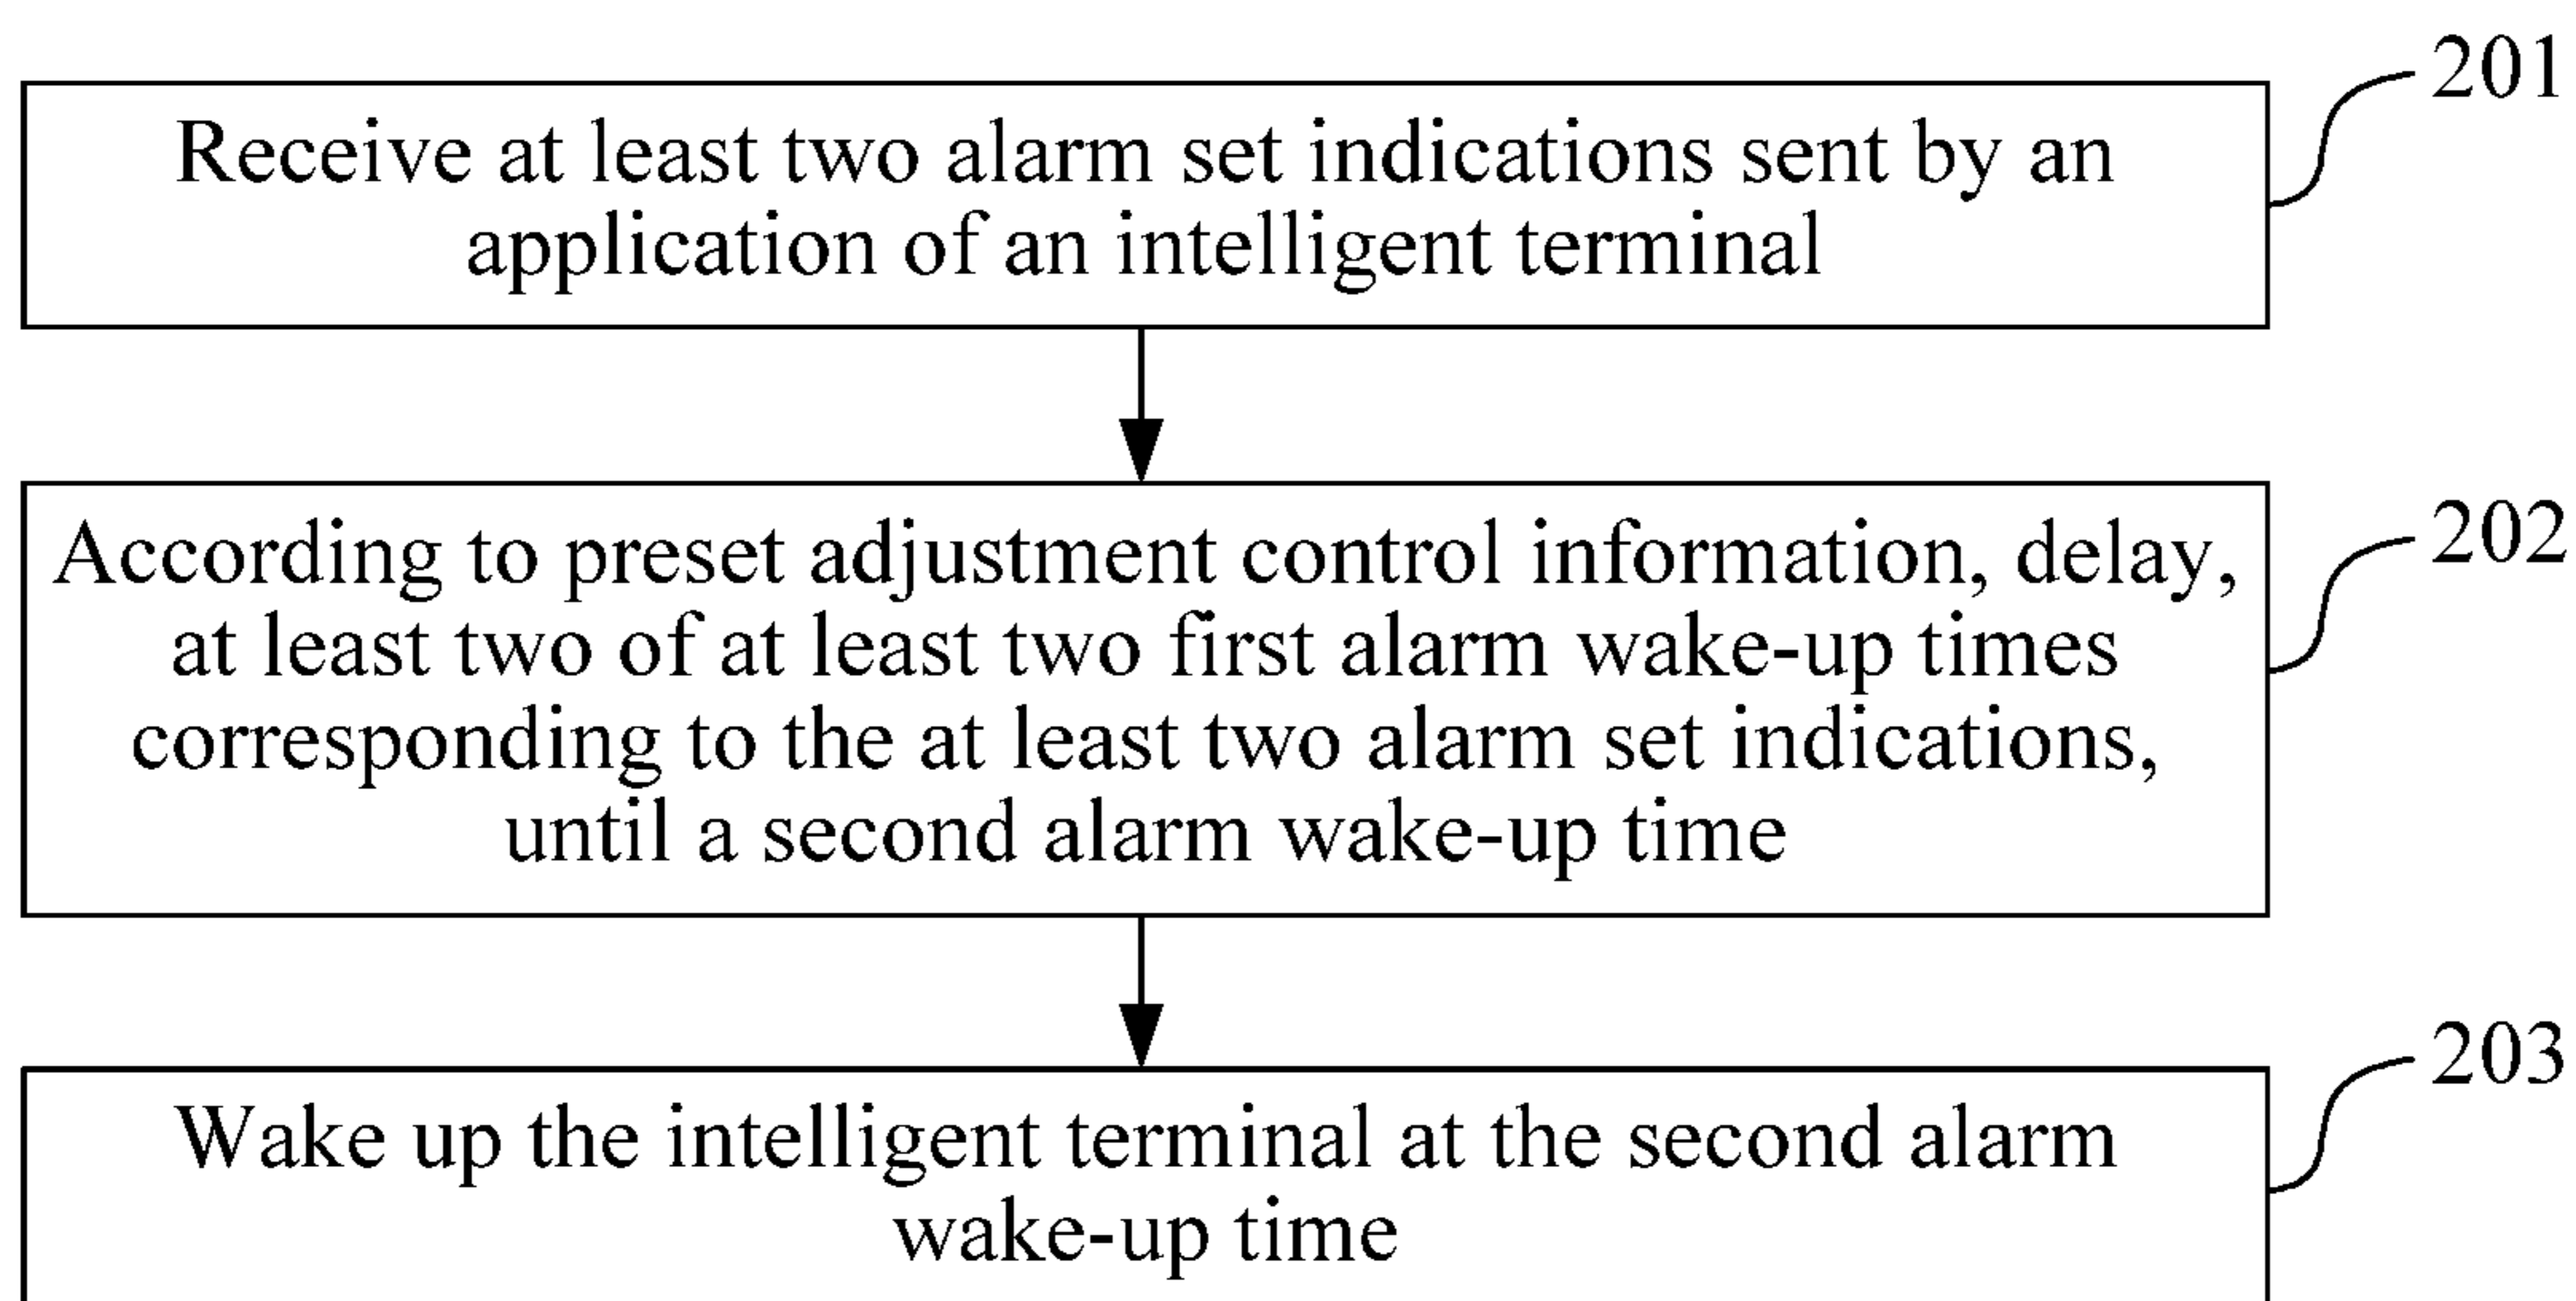 201
Receive at least two alarm set indications sent by an
application of an intelligent terminal
202
According to preset adjustment control information, delay,
at least two of at least two first alarm wake-up times
corresponding to the at least two alarm set indications,
until a second alarm wake-up time
203
Wake up the intelligent terminal at the second alarm
wake-up time